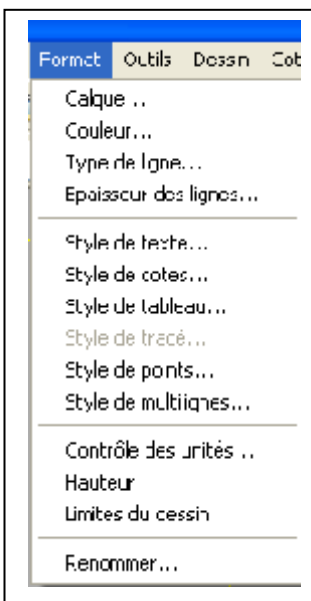 Format Outils Dessin Cot
Calque...
Couleur...
Type de ligne...
Epaisseur des lignes...
Style de texte...
Style de cotes...
Style de tableau...
Style de tracé...
Style de points...
Style de multilignes...
Contrôle des unités...
Hauteur
Limites du dessin
Renommer...